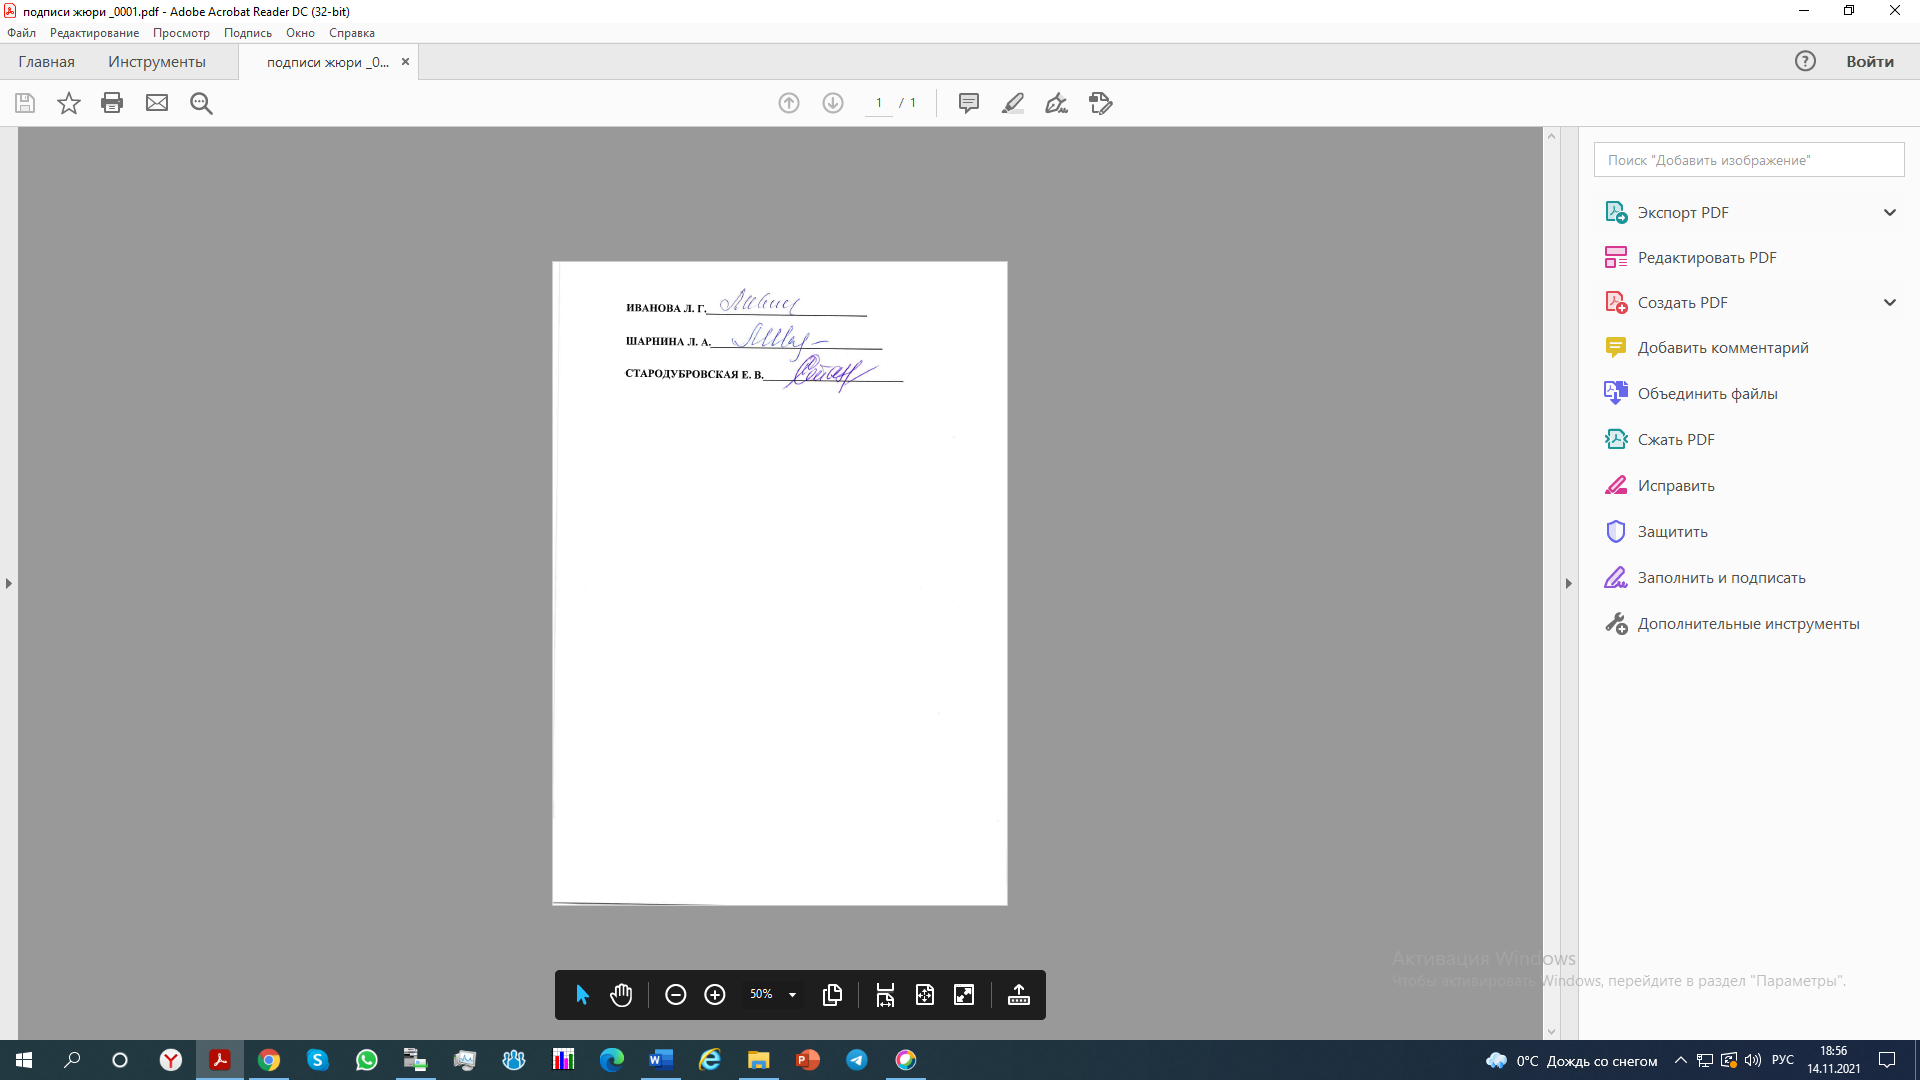 подписи жюри _0001.pdf - Adobe Acrobat Reader DC (32-bit)
Файл Редактирование Просмотр Подпись Окно Справка
Главная Инструменты подписи жюри _0... × Войти
1 / 1
Поиск "Добавить изображение"
Экспорт PDF
Редактировать PDF
Создать PDF
Добавить комментарий
Объединить файлы
Сжать PDF
Исправить
Защитить
Заполнить и подписать
Дополнительные инструменты
ИВАНОВА Л. Г.
ШАРНИНА Л. А.
СТАРОДУБРОВСКАЯ Е. В.
Активация Windows
Чтобы активировать Windows, перейдите в раздел "Параметры".
50%
0°C Дождь со снегом РУС 18:56
14.11.2021